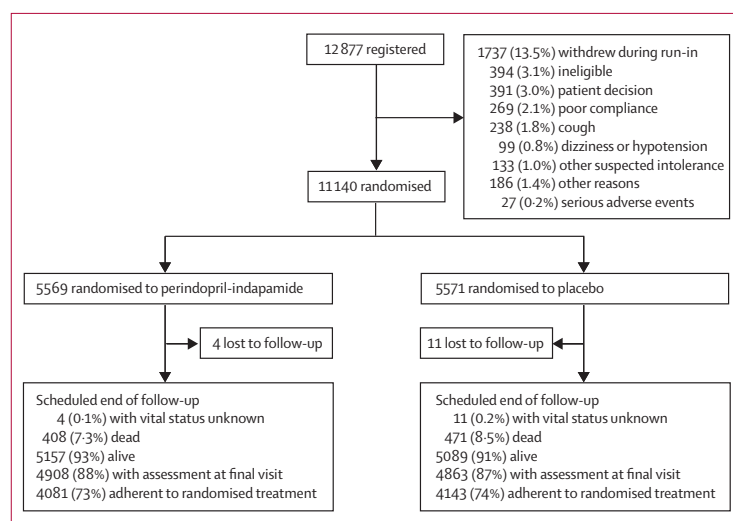 12 877 registered
1737 (13.5%) withdrew during run-in
394 (3.1%) ineligible
391 (3.0%) patient decision
269 (2.1%) poor compliance
238 (1.8%) cough
99 (0.8%) dizziness or hypotension
133 (1.0%) other suspected intolerance
186 (1.4%) other reasons
27 (0·2%) serious adverse events
11 140 randomised
5569 randomised to perindopril-indapamide
5571 randomised to placebo
4 lost to follow-up
11 lost to follow-up
Scheduled end of follow-up
4 (0·1%) with vital status unknown
408 (7·3%) dead
5157 (93%) alive
4908 (88%) with assessment at final visit
4081 (73%) adherent to randomised treatment
Scheduled end of follow-up
11 (0.2%) with vital status unknown
471 (8·5%) dead
5089 (91%) alive
4863 (87%) with assessment at final visit
4143 (74%) adherent to randomised treatment